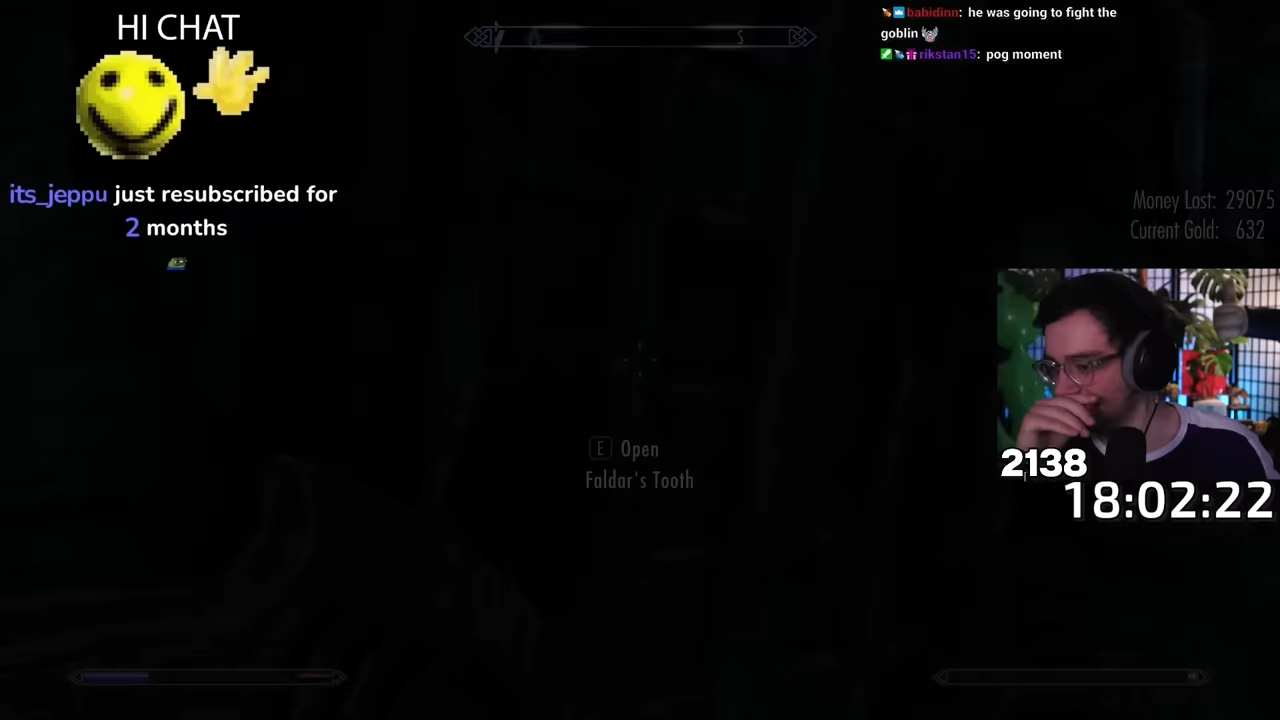 HI CHAT
its_jeppu just resubscribed for
2 months
S
babidinn: he was going to fight the
goblin
rikstan15: pog moment
Money Lost: 29075
Current Gold: 632
E Open
Faldar's Tooth
2138
18:02:22